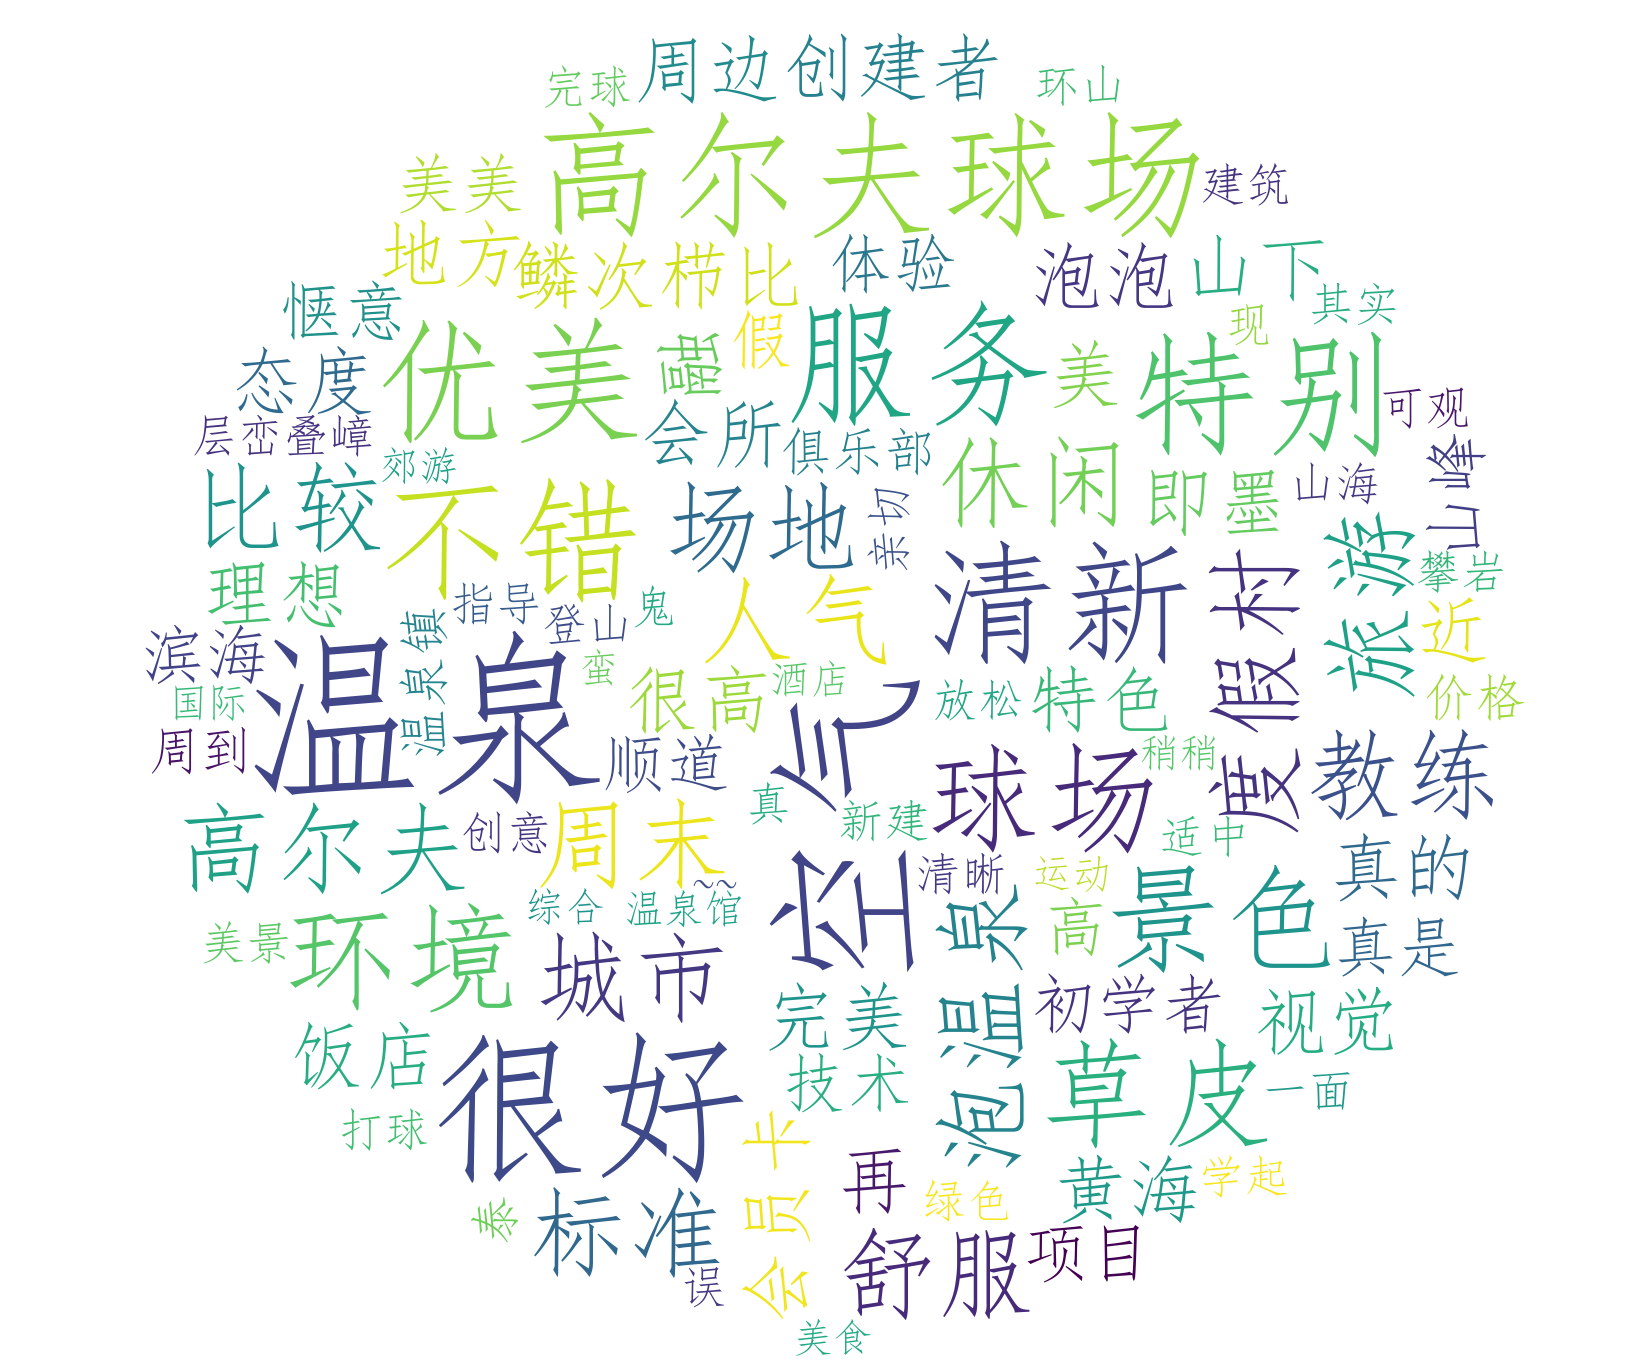 周边创建者
完球
环山
高尔夫球场
美美
建筑
地方
鳞次栉比
体验
泡泡
山下
惬意
其实
现
假
优美
融
服务
美
特别
态度
可观
层峦叠嶂
会所
俱乐部
郊游
比较
不错
场地
亲切
休闲
即墨
山海
山峰
旅游
攀岩
理想
指导
登山
鬼
人气
清新
度假村
近
滨海
温泉镇
温泉
蛮
很高
酒店
空气
放松
特色
价格
国际
周到
顺道
球场
稍稍
教练
真
新建
高尔夫
创意
周末
适中
清晰
运动
真的
~~
综合
温泉馆
美景
环境
城市
泡温泉
高
景色
真是
完美
初学者
视觉
饭店
很好
技术
草皮
一面
打球
会员卡
再
黄海
学起
绿色
泰
标准
舒服
项目
误
美食